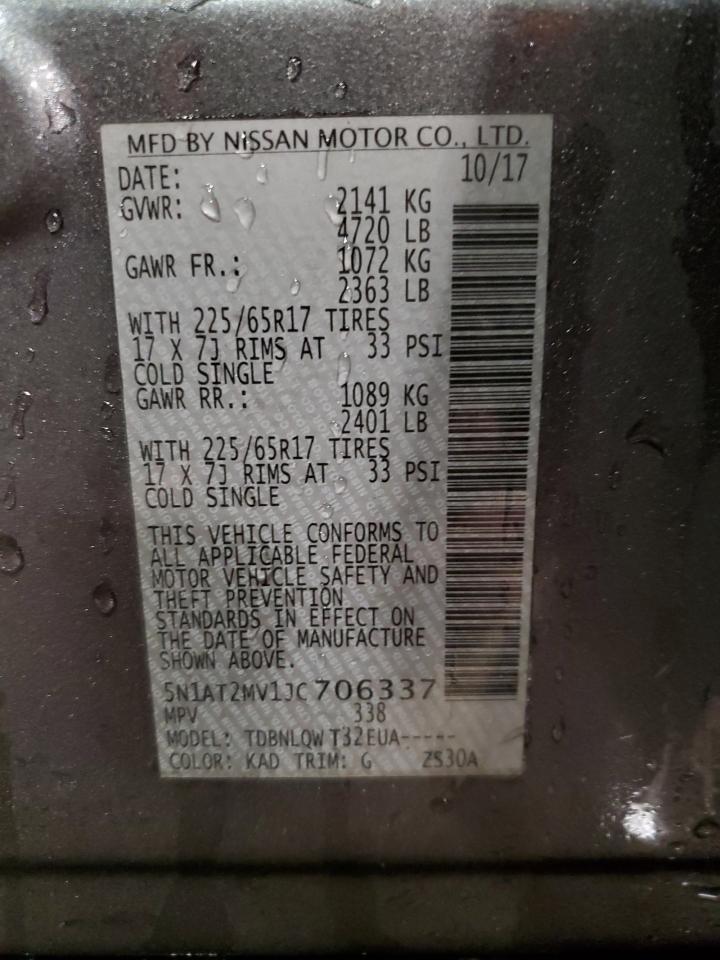 MFD BY NISSAN MOTOR CO., LTD.
DATE: 10/17
GVWR: 2141 KG
4720 LB
GAWR FR.: 1072 KG
2363 LB
WITH 225/65R17 TIRES
17 X 7J RIMS AT 33 PSI
COLD SINGLE
GAWR RR.: 1089 KG
2401 LB
WITH 225/65R17 TIRES
17 X 7J RIMS AT 33 PSI
COLD SINGLE
THIS VEHICLE CONFORMS TO
ALL APPLICABLE FEDERAL
MOTOR VEHICLE SAFETY AND
THEFT PREVENTION
STANDARDS IN EFFECT ON
THE DATE OF MANUFACTURE
SHOWN ABOVE.
5N1AT2MV1JC706337
MPV 338
MODEL: TDBNLQW T32EUA-----
COLOR: KAD TRIM: G ZS30A